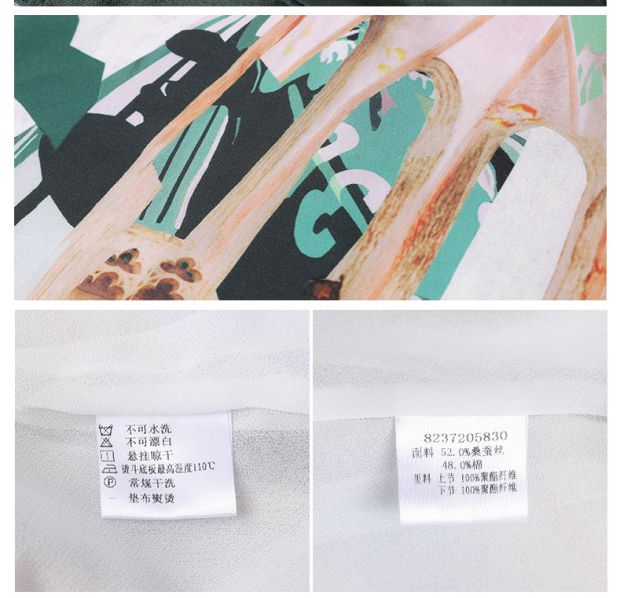 不可水洗
不可漂白
悬挂晾干
熨斗底板最高温度110℃
P 常规干洗
垫布熨烫
8237205830
面料 52.0%桑蚕丝
48.0%棉
里料 上节 100%聚酯纤维
下节 100%聚酯纤维